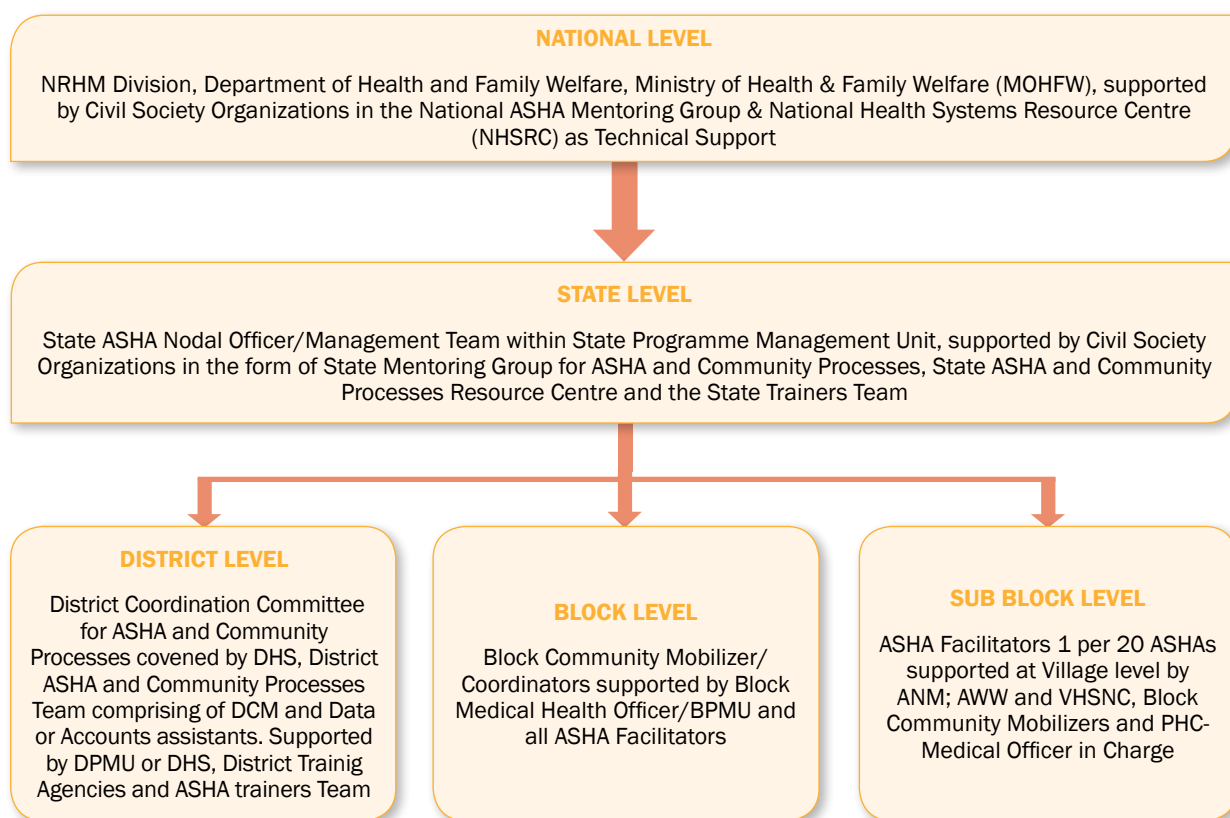 NATIONAL LEVEL
NRHM Division, Department of Health and Family Welfare, Ministry of Health & Family Welfare (MOHFW), supported
by Civil Society Organizations in the National ASHA Mentoring Group & National Health Systems Resource Centre
(NHSRC) as Technical Support
STATE LEVEL
State ASHA Nodal Officer/Management Team within State Programme Management Unit, supported by Civil Society
Organizations in the form of State Mentoring Group for ASHA and Community Processes, State ASHA and Community
Processes Resource Centre and the State Trainers Team
DISTRICT LEVEL
District Coordination Committee
for ASHA and Community
Processes covened by DHS, District
ASHA and Community Processes
Team comprising of DCM and Data
or Accounts assistants. Supported
by DPMU or DHS, District Trainig
Agencies and ASHA trainers Team
BLOCK LEVEL
Block Community Mobilizer/
Coordinators supported by Block
Medical Health Officer/BPMU and
all ASHA Facilitators
SUB BLOCK LEVEL
ASHA Facilitators 1 per 20 ASHAs
supported at Village level by
ANM; AWW and VHSNC, Block
Community Mobilizers and PHC-
Medical Officer in Charge